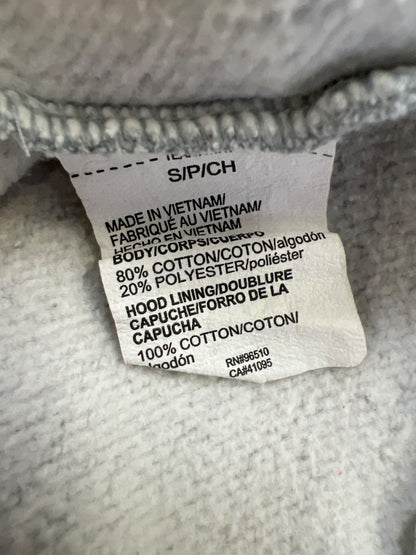 S/P/CH
MADE IN VIETNAM/
FABRIQUÉ AU VIETNAM/
HECHO EN VIETNAM
BODY/CORPS/CUERPO
80% COTTON/COTON/algodón
20% POLYESTER/poliéster
HOOD LINING/DOUBLURE
CAPUCHE/FORRO DE LA
CAPUCHA
100% COTTON/COTON/
algodón
RN#96510
CA#41095